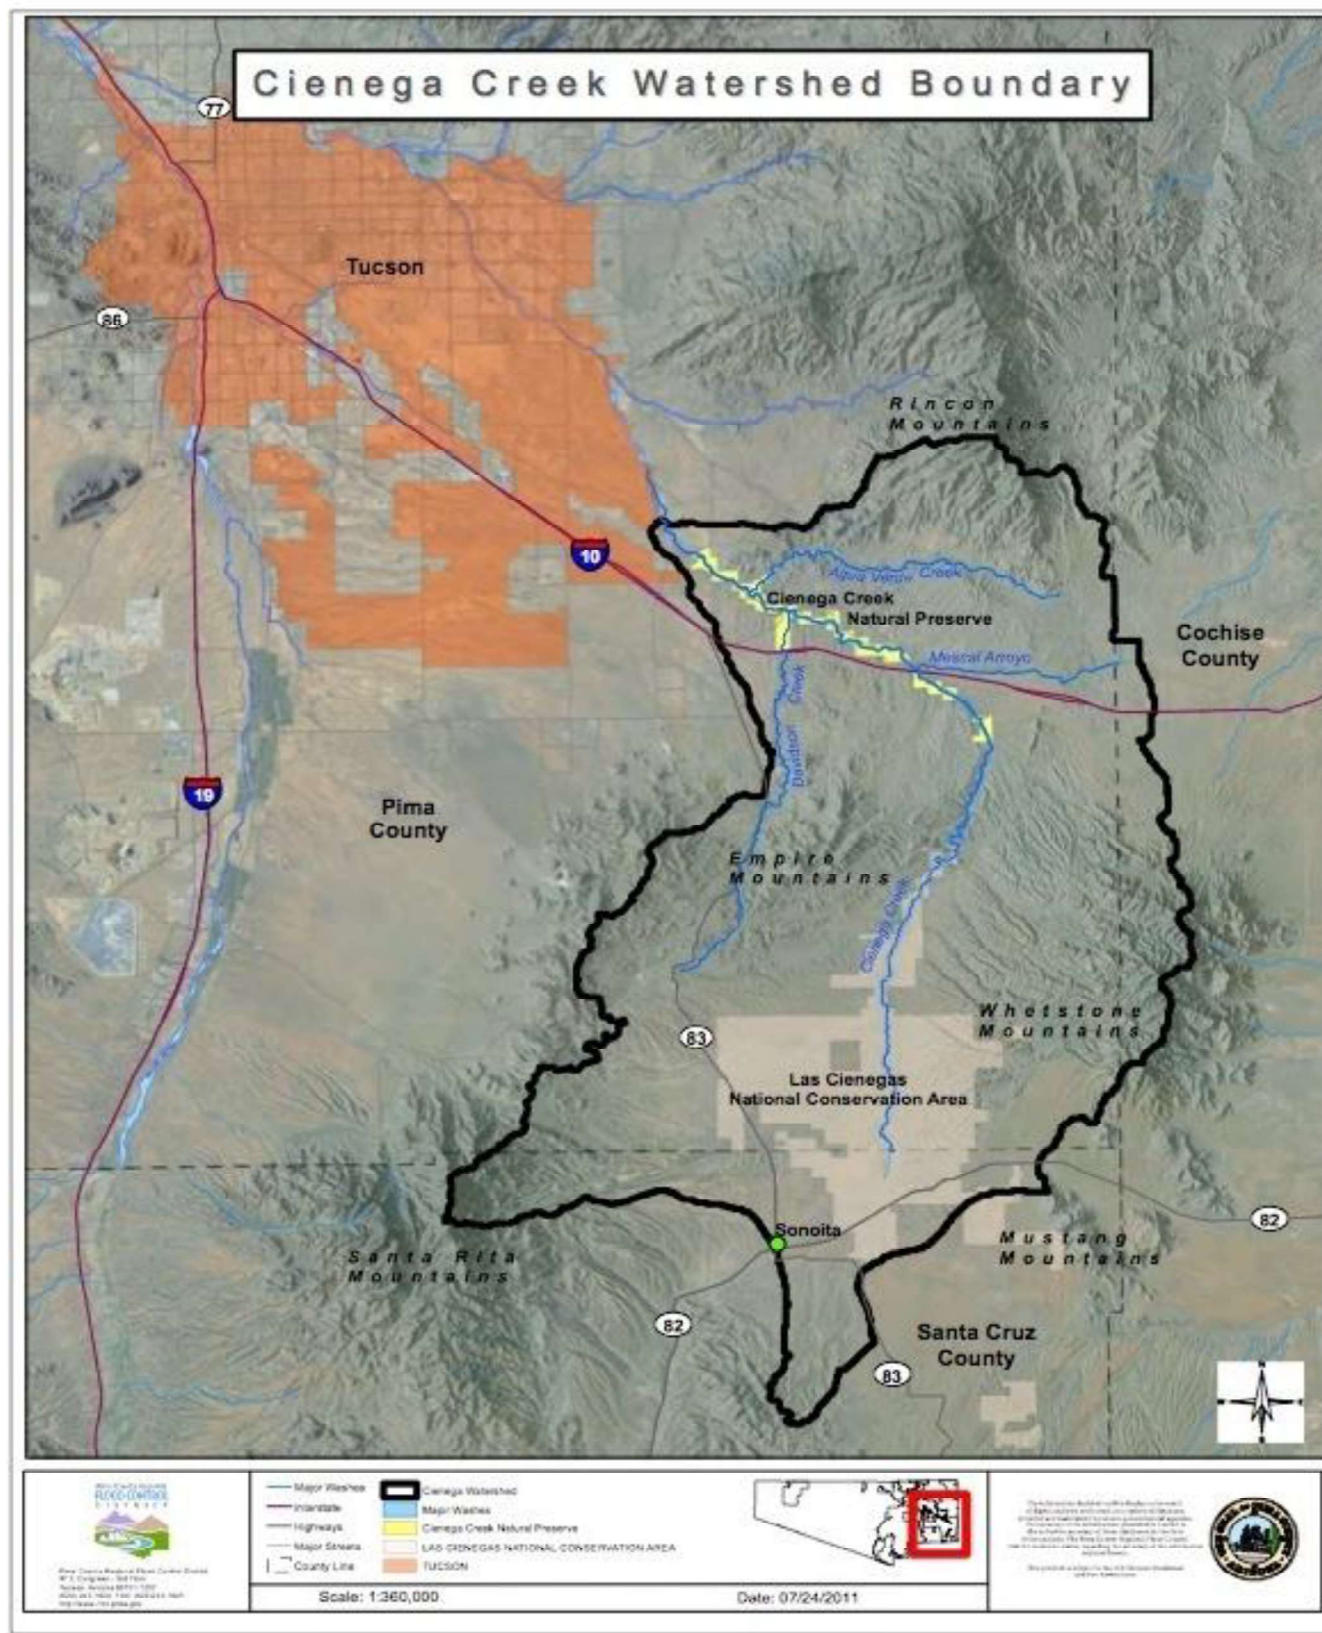 Cienega Creek Watershed Boundary
77
Tucson
86
Rincon
Mountains
10
Agua Verde Creek
Cienega Creek
Natural Preserve
Cochise
County
Mescal Arroyo
Davidson Creek
19
Pima
County
Empire
Mountains
Cienega Creek
Whetstone
Mountains
83
Las Cienegas
National Conservation Area
Sonoita
82
Santa Rita
Mountains
Mustang
Mountains
82
Santa Cruz
County
83
N
FLOOD CONTROL
DISTRICT
Major Washes
Interstate
Highways
Major Streets
County Line
Cienega Watershed
Major Washes
Cienega Creek Natural Preserve
LAS CIENEGAS NATIONAL CONSERVATION AREA
TUCSON
Scale: 1:360,000
Date: 07/24/2011